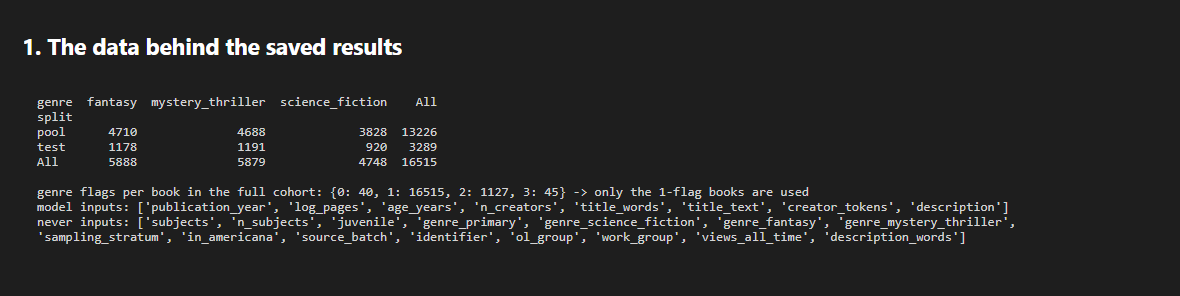 1. The data behind the saved results
genre fantasy mystery_thriller science_fiction All
split
pool 4710 4688 3828 13226
test 1178 1191 920 3289
All 5888 5879 4748 16515
genre flags per book in the full cohort: {0: 40, 1: 16515, 2: 1127, 3: 45} -> only the 1-flag books are used
model inputs: ['publication_year', 'log_pages', 'age_years', 'n_creators', 'title_words', 'title_text', 'creator_tokens', 'description']
never inputs: ['subjects', 'n_subjects', 'juvenile', 'genre_primary', 'genre_science_fiction', 'genre_fantasy', 'genre_mystery_thriller',
'sampling_stratum', 'in_americana', 'source_batch', 'identifier', 'ol_group', 'work_group', 'views_all_time', 'description_words']